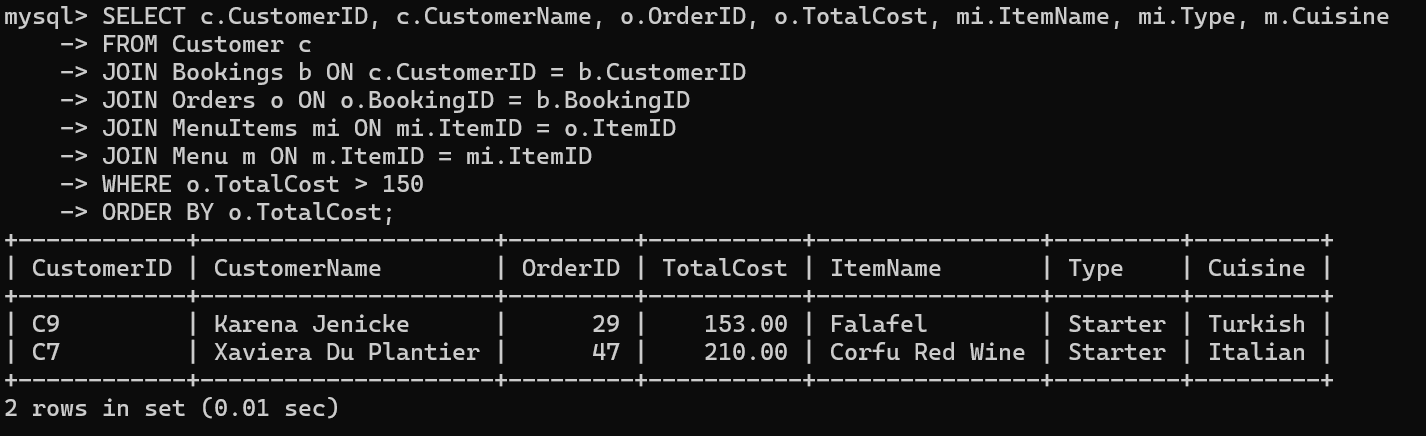 mysql> SELECT c.CustomerID, c.CustomerName, o.OrderID, o.TotalCost, mi.ItemName, mi.Type, m.Cuisine
    -> FROM Customer c
    -> JOIN Bookings b ON c.CustomerID = b.CustomerID
    -> JOIN Orders o ON o.BookingID = b.BookingID
    -> JOIN MenuItems mi ON mi.ItemID = o.ItemID
    -> JOIN Menu m ON m.ItemID = mi.ItemID
    -> WHERE o.TotalCost > 150
    -> ORDER BY o.TotalCost;
+------------+---------------------+---------+-----------+----------------+---------+---------+
| CustomerID | CustomerName        | OrderID | TotalCost | ItemName       | Type    | Cuisine |
+------------+---------------------+---------+-----------+----------------+---------+---------+
| C9         | Karena Jenicke      |      29 |    153.00 | Falafel        | Starter | Turkish |
| C7         | Xaviera Du Plantier |      47 |    210.00 | Corfu Red Wine | Starter | Italian |
+------------+---------------------+---------+-----------+----------------+---------+---------+
2 rows in set (0.01 sec)